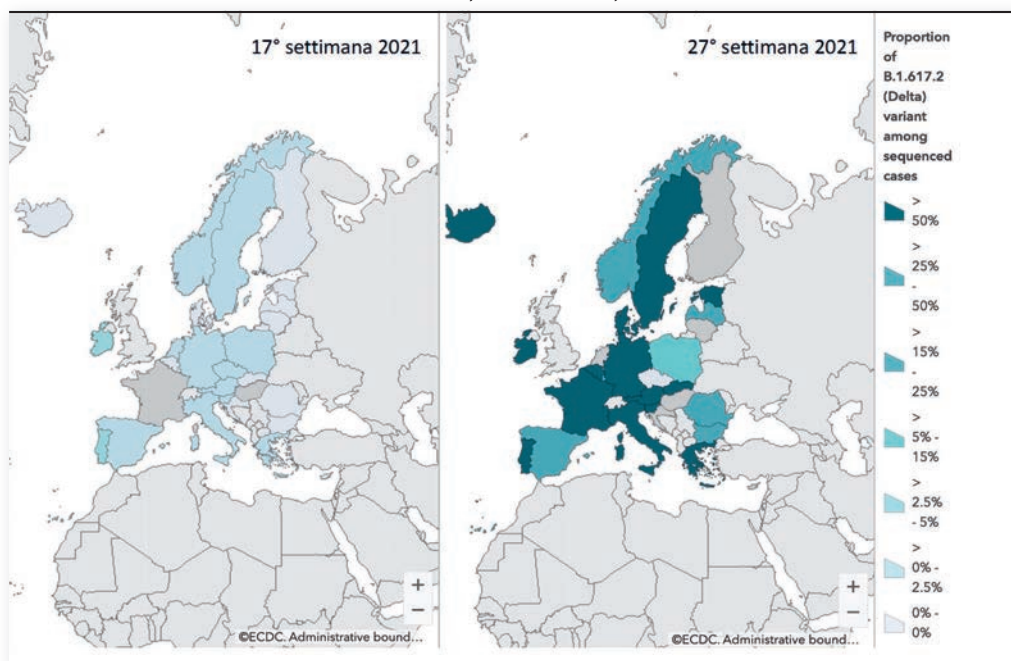 17° settimana 2021
27° settimana 2021
Proportion
of
B.1.617.2
(Delta)
variant
among
sequenced
cases
>
50%
>
25%
-
50%
>
15%
-
25%
>
5% -
15%
>
2.5%
- 5%
>
0% -
2.5%
0% -
0%
+
−
©ECDC. Administrative bound...
+
−
©ECDC. Administrative bound...